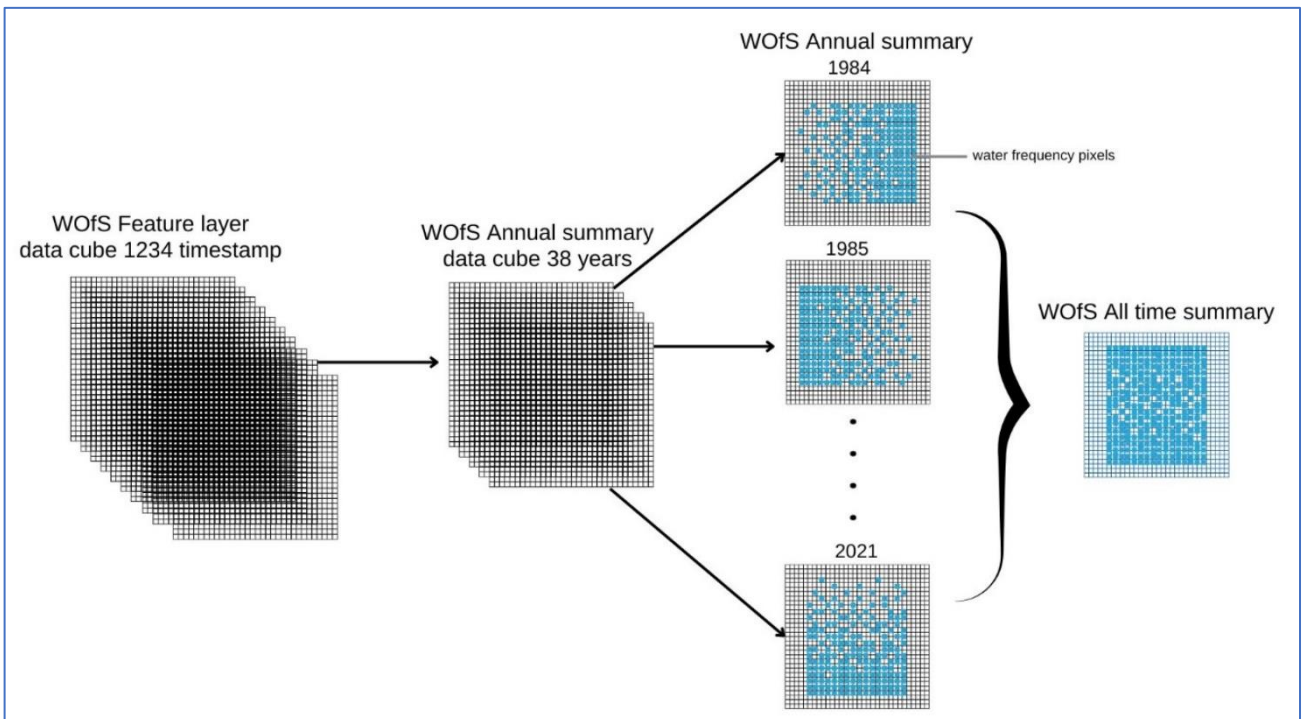 WOfS Feature layer
data cube 1234 timestamp
WOfS Annual summary
data cube 38 years
WOfS Annual summary
1984
water frequency pixels
1985
2021
WOfS All time summary